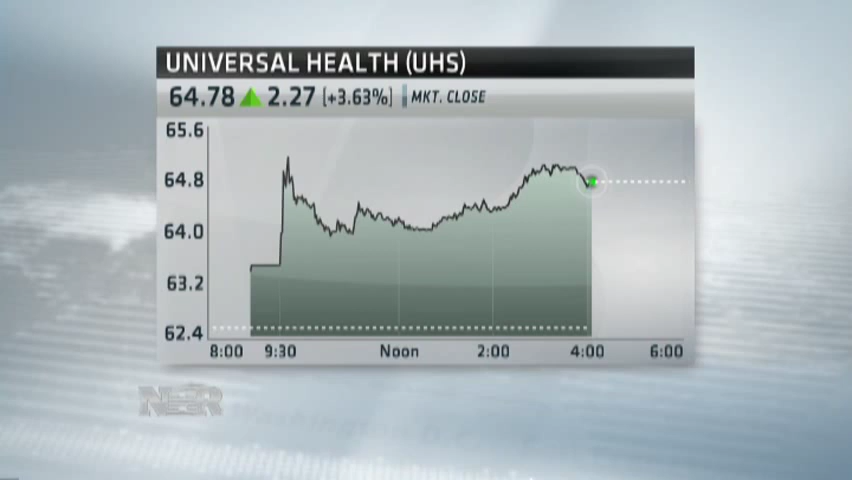 UNIVERSAL HEALTH (UHS)
64.78 2.27 [+3.63%] MKT. CLOSE
65.6
64.8
64.0
63.2
62.4
8:00 9:30 Noon 2:00 4:00 6:00
Washington D.C.